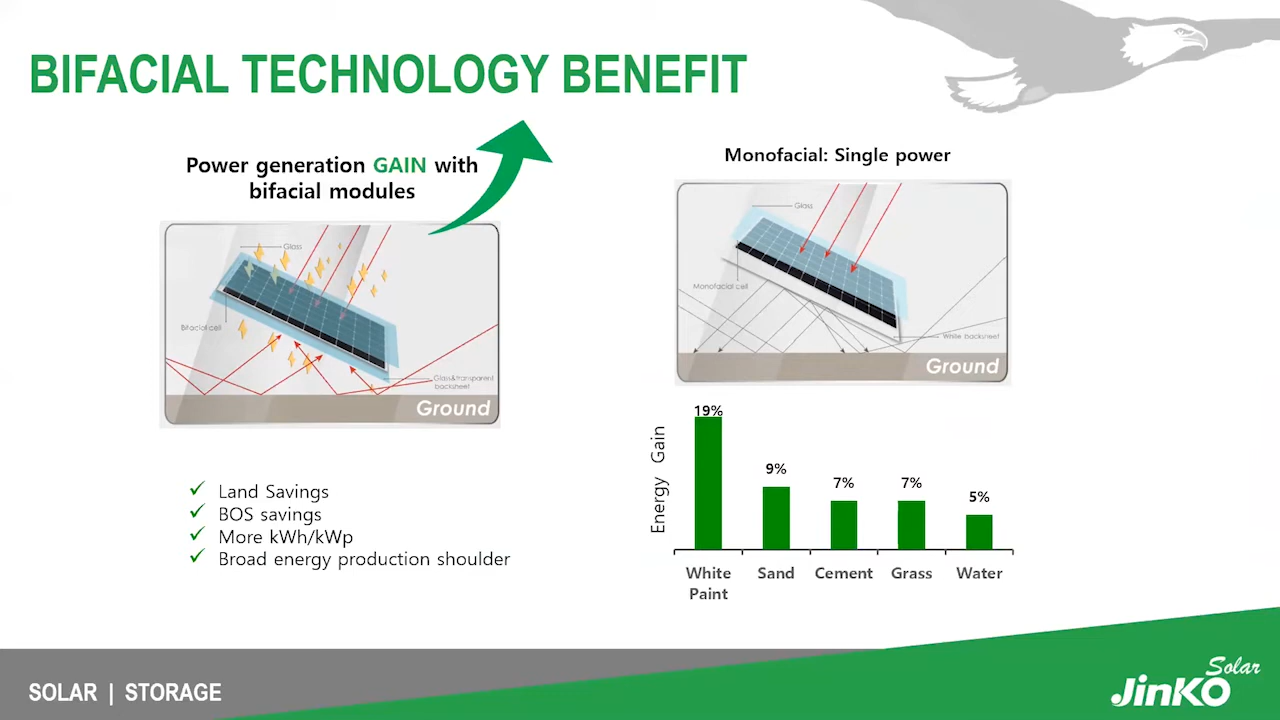 BIFACIAL TECHNOLOGY BENEFIT
Power generation GAIN with
bifacial modules
Glass
Bifacial cell
Glass&transparent
backsheet
Ground
✓ Land Savings
✓ BOS savings
✓ More kWh/kWp
✓ Broad energy production shoulder
Monofacial: Single power
Glass
Monofacial cell
White backsheet
Ground
Energy Gain
19%
9%
7%
7%
5%
White
Paint
Sand
Cement
Grass
Water
SOLAR | STORAGE
Solar
JinKO